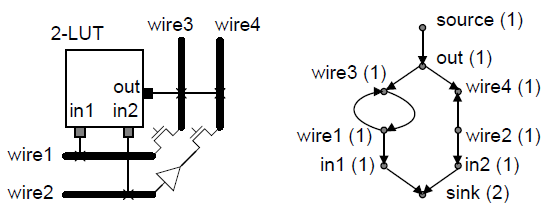 wire3 wire4
2-LUT
out
in1 in2
wire1
wire2
source (1)
out (1)
wire3 (1)
wire4 (1)
wire1 (1)
wire2 (1)
in1 (1)
in2 (1)
sink (2)